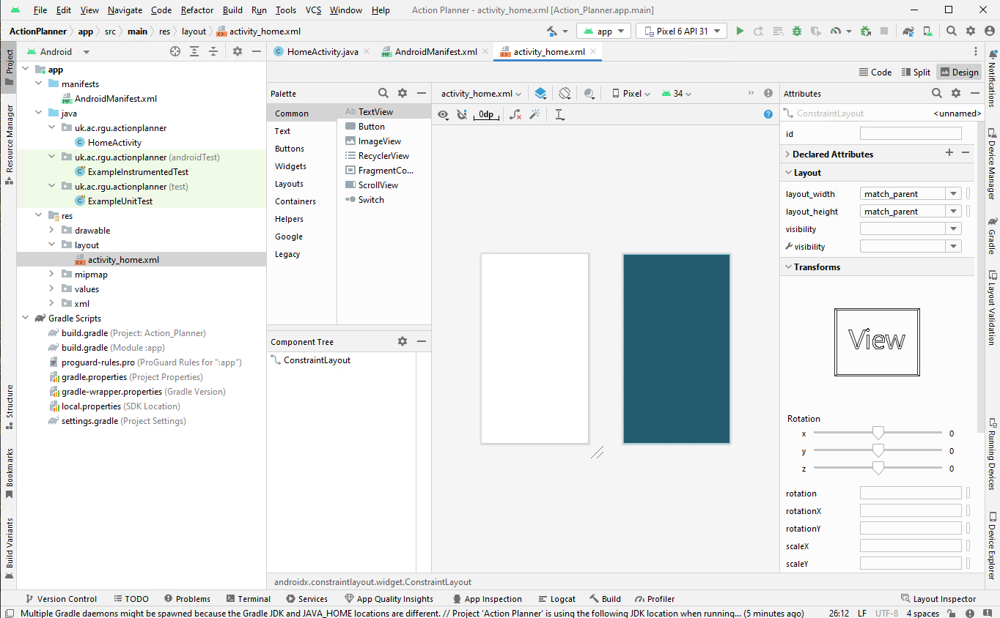 File Edit View Navigate Code Refactor Build Run Tools VCS Window Help Action Planner - activity_home.xml [Action_Planner.app.main]
ActionPlanner app src main res layout activity_home.xml app Pixel 6 API 31
Project
Resource Manager
Structure
Bookmarks
Build Variants
Android
app
manifests
AndroidManifest.xml
java
uk.ac.rgu.actionplanner
HomeActivity
uk.ac.rgu.actionplanner (androidTest)
ExampleInstrumentedTest
uk.ac.rgu.actionplanner (test)
ExampleUnitTest
res
drawable
layout
activity_home.xml
mipmap
values
xml
Gradle Scripts
build.gradle (Project: Action_Planner)
build.gradle (Module :app)
proguard-rules.pro (ProGuard Rules for ":app")
gradle.properties (Project Properties)
gradle-wrapper.properties (Gradle Version)
local.properties (SDK Location)
settings.gradle (Project Settings)
HomeActivity.java AndroidManifest.xml activity_home.xml
Code Split Design
Palette
Common
Text
Buttons
Widgets
Layouts
Containers
Helpers
Google
Legacy
Ab TextView
Button
ImageView
RecyclerView
FragmentCo...
ScrollView
Switch
Component Tree
ConstraintLayout
activity_home.xml Pixel 34 »
0dp
Attributes
ConstraintLayout <unnamed>
id
Declared Attributes
Layout
layout_width match_parent
layout_height match_parent
visibility
visibility
Transforms
View
Rotation
x 0
y 0
z 0
rotation
rotationX
rotationY
scaleX
scaleY
Notifications
Device Manager
Gradle
Layout Validation
Running Devices
Device Explorer
androidx.constraintlayout.widget.ConstraintLayout
Version Control TODO Problems Terminal Services App Quality Insights App Inspection Logcat Build Profiler Layout Inspector
Multiple Gradle daemons might be spawned because the Gradle JDK and JAVA_HOME locations are different. // Project 'Action Planner' is using the following JDK location when running... (5 minutes ago) 26:12 LF UTF-8 4 spaces